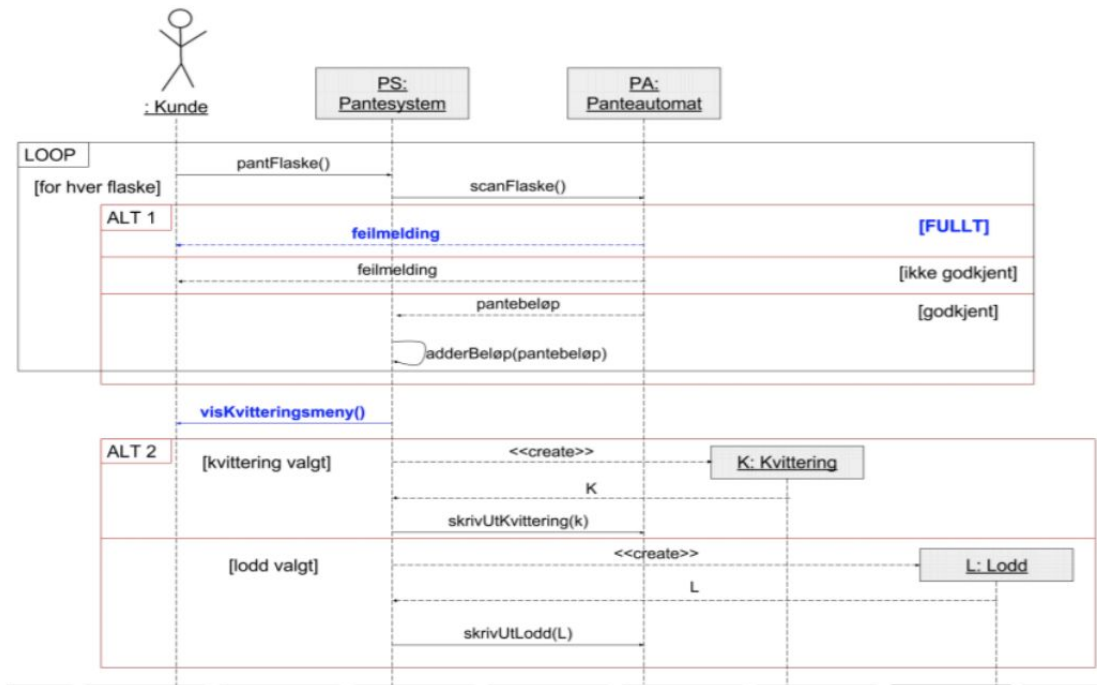 : Kunde
PS:
Pantesystem
PA:
Panteautomat
LOOP
[for hver flaske]
pantFlaske()
scanFlaske()
ALT 1
feilmelding
[FULLT]
feilmelding
[ikke godkjent]
pantebeløp
[godkjent]
adderBeløp(pantebeløp)
visKvitteringsmeny()
ALT 2
[kvittering valgt]
<<create>>
K: Kvittering
K
skrivUtKvittering(k)
[lodd valgt]
<<create>>
L: Lodd
L
skrivUtLodd(L)